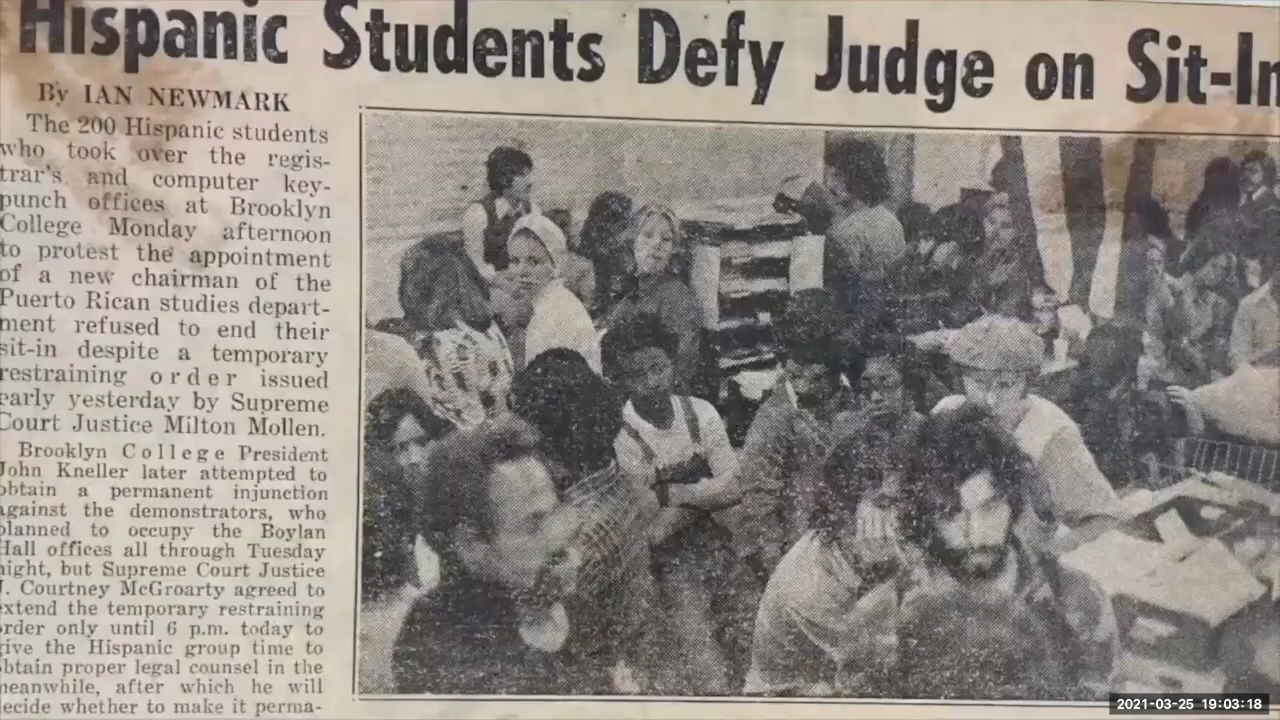 Hispanic Students Defy Judge on Sit-In
By IAN NEWMARK
The 200 Hispanic students
who took over the regis-
trar's and computer key-
punch offices at Brooklyn
College Monday afternoon
to protest the appointment
of a new chairman of the
Puerto Rican studies depart-
ment refused to end their
sit-in despite a temporary
restraining order issued
early yesterday by Supreme
Court Justice Milton Mollen.
Brooklyn College President
John Kneller later attempted to
obtain a permanent injunction
against the demonstrators, who
planned to occupy the Boylan
Hall offices all through Tuesday
night, but Supreme Court Justice
J. Courtney McGroarty agreed to
extend the temporary restraining
order only until 6 p.m. today to
give the Hispanic group time to
obtain proper legal counsel in the
meanwhile, after which he will
decide whether to make it perma-
2021-03-25 19:03:18